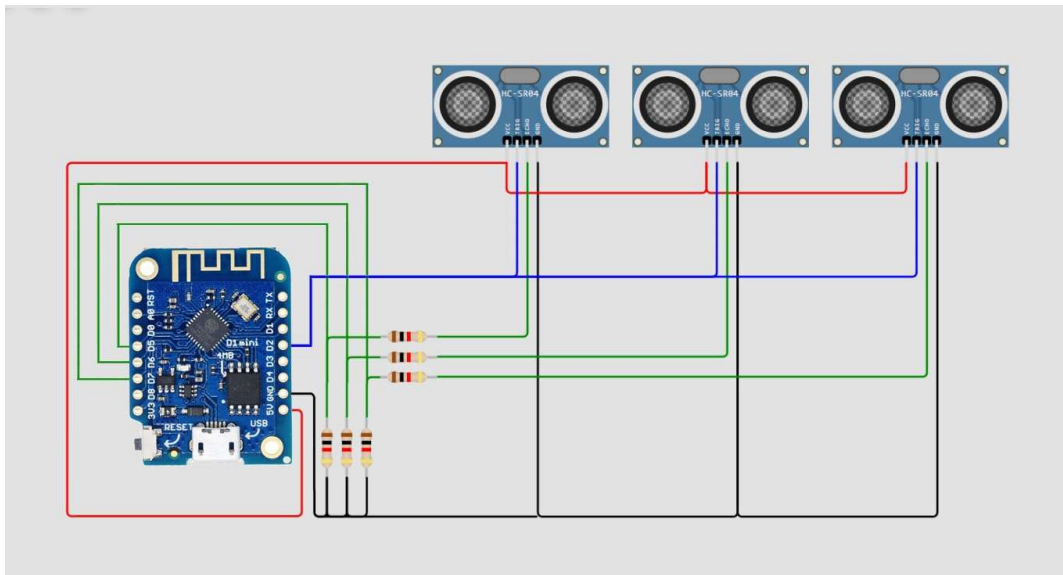 HC-SR04
VCC
TRIG
ECHO
GND
HC-SR04
VCC
TRIG
ECHO
GND
HC-SR04
VCC
TRIG
ECHO
GND
RST
A0
D0
D5
D6
D7
D8
3V3
TX
RX
D1
D2
D3
D4
GND
5V
D1 mini
4MB
RESET
USB